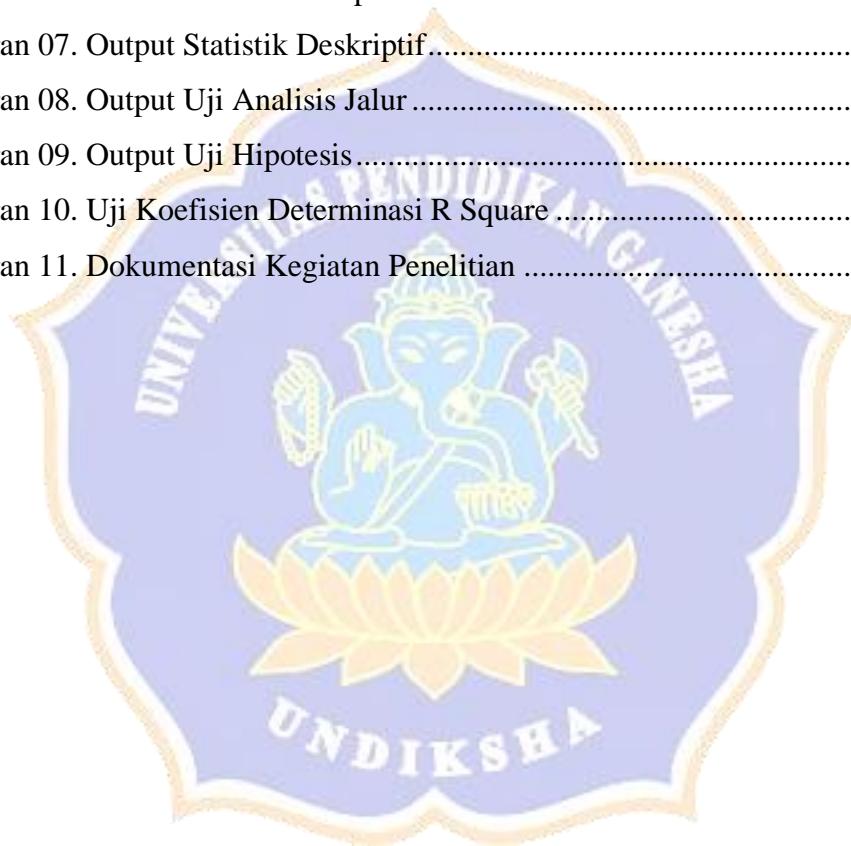 an 07. Output Statistik Deskriptif
an 08. Output Uji Analisis Jalur
an 09. Output Uji Hipotesis
an 10. Uji Koefisien Determinasi R Square
an 11. Dokumentasi Kegiatan Penelitian
UNIVERSITAS PENDIDIKAN GANESHA
UNDIKSHA